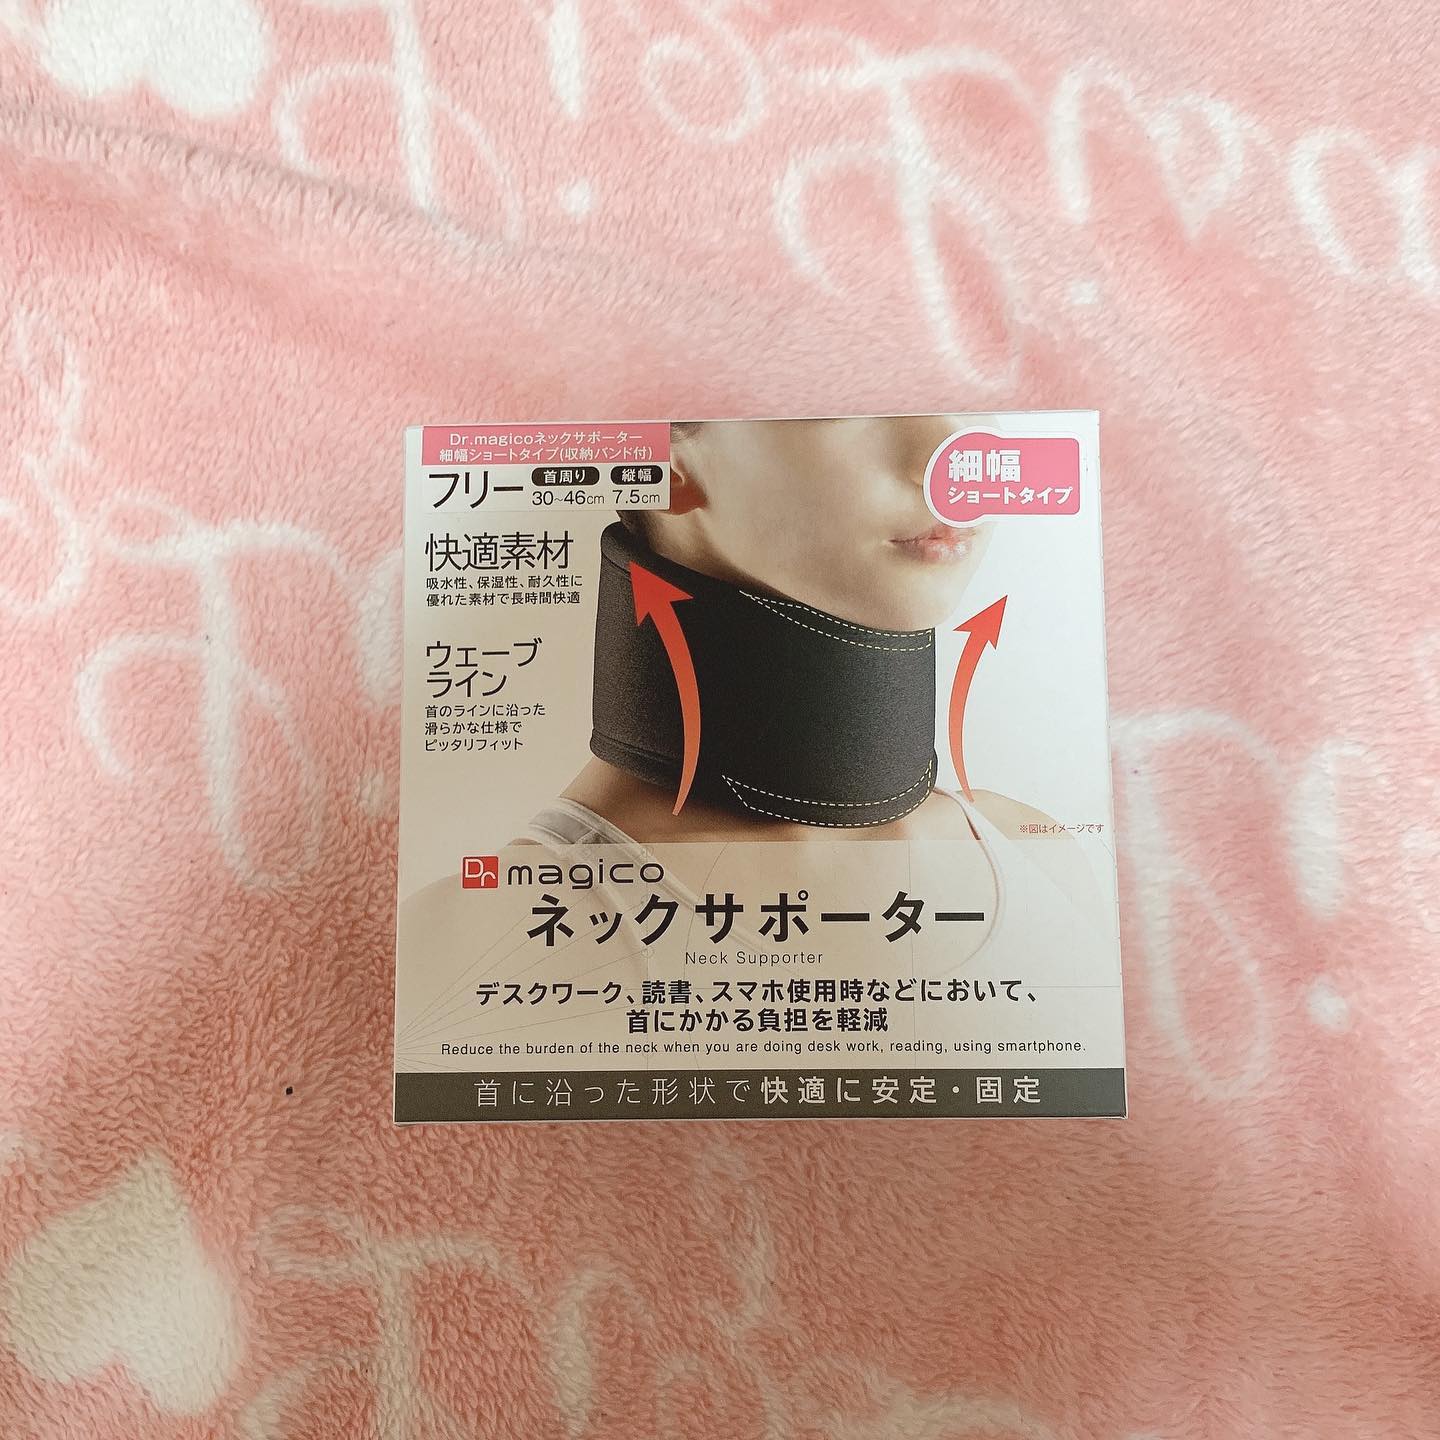 Dr.magicoネックサポーター
細幅ショートタイプ(収納バンド付)
フリー 首周り 30~46cm 縦幅 7.5cm
細幅
ショートタイプ
快適素材
吸水性、保湿性、耐久性に
優れた素材で長時間快適
ウェーブ
ライン
首のラインに沿った
滑らかな仕様で
ピッタリフィット
※図はイメージです
Dr magico
ネックサポーター
Neck Supporter
デスクワーク、読書、スマホ使用時などにおいて、
首にかかる負担を軽減
Reduce the burden of the neck when you are doing desk work, reading, using smartphone.
首に沿った形状で快適に安定・固定